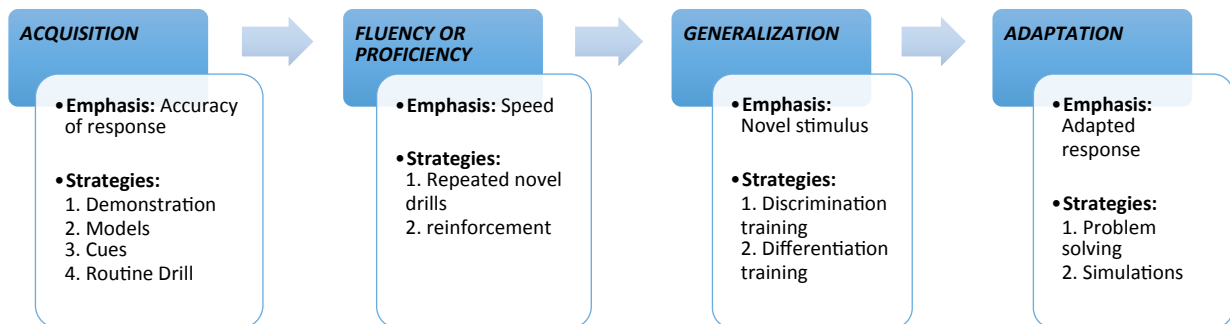 ACQUISITION
•Emphasis: Accuracy
of response
•Strategies:
1. Demonstration
2. Models
3. Cues
4. Routine Drill
FLUENCY OR
PROFICIENCY
•Emphasis: Speed
•Strategies:
1. Repeated novel
drills
2. reinforcement
GENERALIZATION
•Emphasis:
Novel stimulus
•Strategies:
1. Discrimination
training
2. Differentiation
training
ADAPTATION
•Emphasis:
Adapted
response
•Strategies:
1. Problem
solving
2. Simulations